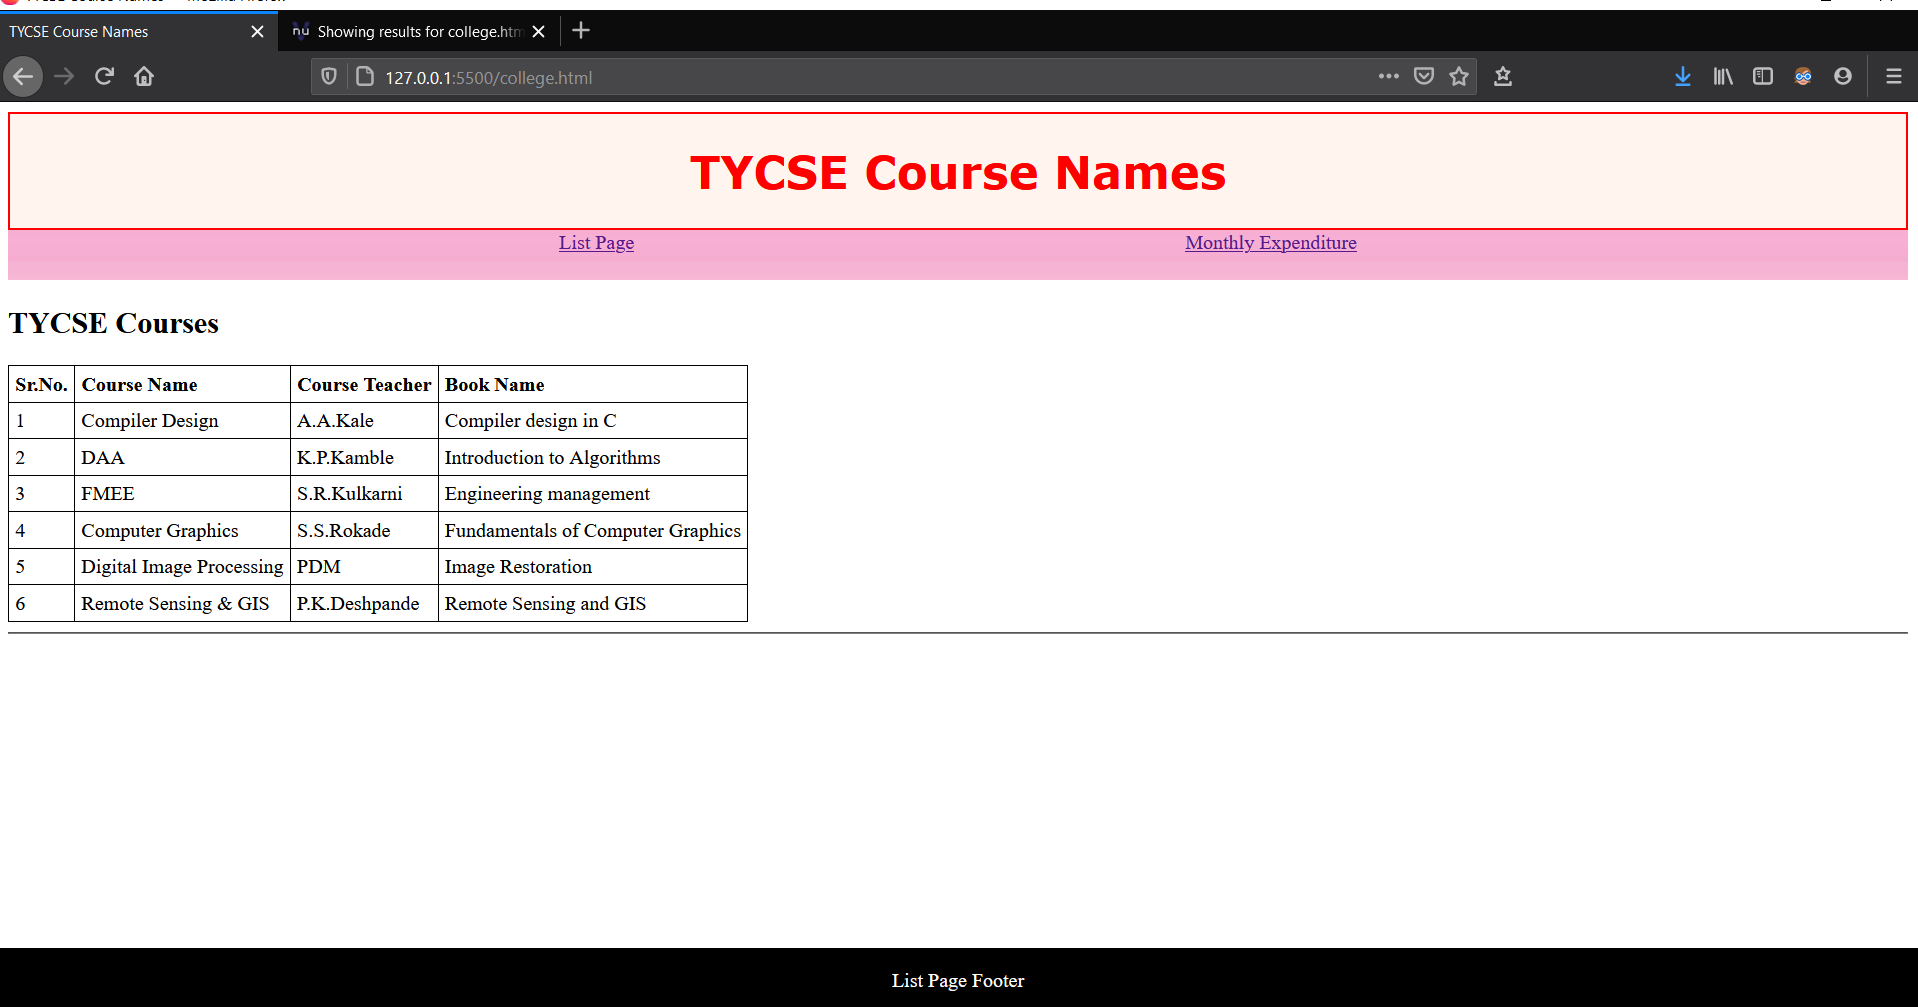 TYCSE Course Names
Showing results for college.htm
127.0.0.1:5500/college.html
TYCSE Course Names
List Page Monthly Expenditure
TYCSE Courses
Sr.No. Course Name Course Teacher Book Name
1 Compiler Design A.A.Kale Compiler design in C
2 DAA K.P.Kamble Introduction to Algorithms
3 FMEE S.R.Kulkarni Engineering management
4 Computer Graphics S.S.Rokade Fundamentals of Computer Graphics
5 Digital Image Processing PDM Image Restoration
6 Remote Sensing & GIS P.K.Deshpande Remote Sensing and GIS
List Page Footer